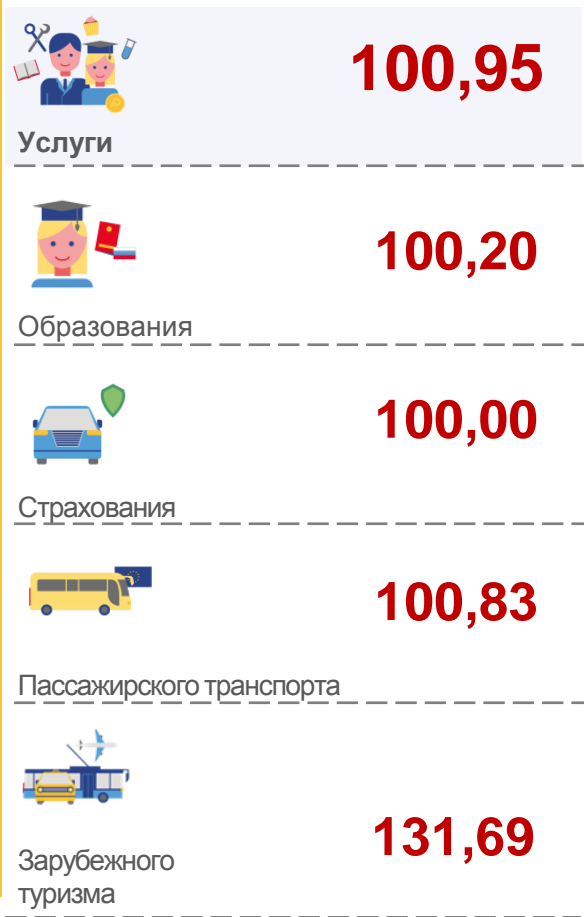 100,95
Услуги
100,20
Образования
100,00
Страхования
100,83
Пассажирского транспорта
131,69
Зарубежного
туризма